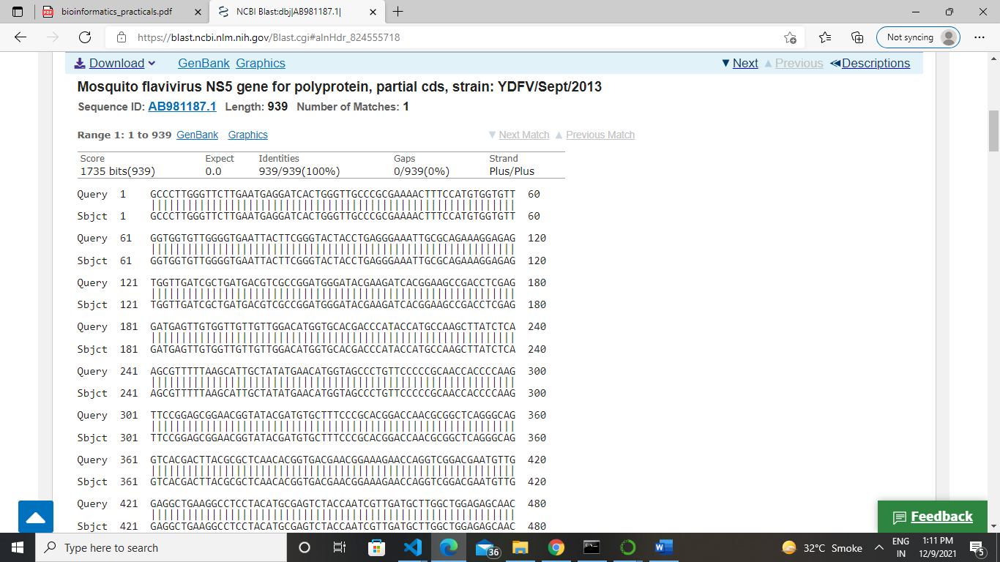 bioinformatics_practicals.pdf
NCBI Blast:dbj|AB981187.1|
https://blast.ncbi.nlm.nih.gov/Blast.cgi#alnHdr_824555718
Not syncing
Download GenBank Graphics Next Previous Descriptions
Mosquito flavivirus NS5 gene for polyprotein, partial cds, strain: YDFV/Sept/2013
Sequence ID: AB981187.1 Length: 939 Number of Matches: 1
Range 1: 1 to 939 GenBank Graphics Next Match Previous Match
Score Expect Identities Gaps Strand
1735 bits(939) 0.0 939/939(100%) 0/939(0%) Plus/Plus
Query 1 GCCCTTGGGTTCTTGAATGAGGATCACTGGGTTGCCCGCGAAAACTTTCCATGTGGTGTT 60
Sbjct 1 GCCCTTGGGTTCTTGAATGAGGATCACTGGGTTGCCCGCGAAAACTTTCCATGTGGTGTT 60
Query 61 GGTGGTGTTGGGGTGAATTACTTCGGGTACTACCTGAGGGAAATTGCGCAGAAAGGAGAG 120
Sbjct 61 GGTGGTGTTGGGGTGAATTACTTCGGGTACTACCTGAGGGAAATTGCGCAGAAAGGAGAG 120
Query 121 TGGTTGATCGCTGATGACGTCGCCGGATGGGATACGAAGATCACGGAAGCCGACCTCGAG 180
Sbjct 121 TGGTTGATCGCTGATGACGTCGCCGGATGGGATACGAAGATCACGGAAGCCGACCTCGAG 180
Query 181 GATGAGTTGTGGTTGTTGTTGGACATGGTGCACGACCCATACCATGCCAAGCTTATCTCA 240
Sbjct 181 GATGAGTTGTGGTTGTTGTTGGACATGGTGCACGACCCATACCATGCCAAGCTTATCTCA 240
Query 241 AGCGTTTTTAAGCATTGCTATATGAACATGGTAGCCCTGTTCCCCCGCAACCACCCCAAG 300
Sbjct 241 AGCGTTTTTAAGCATTGCTATATGAACATGGTAGCCCTGTTCCCCCGCAACCACCCCAAG 300
Query 301 TTCCGGAGCGGAACGGTATACGATGTGCTTTCCCGCACGGACCAACGCGGCTCAGGGCAG 360
Sbjct 301 TTCCGGAGCGGAACGGTATACGATGTGCTTTCCCGCACGGACCAACGCGGCTCAGGGCAG 360
Query 361 GTCACGACTTACGCGCTCAACACGGTGACGAACGGAAAGAACCAGGTCGGACGAATGTTG 420
Sbjct 361 GTCACGACTTACGCGCTCAACACGGTGACGAACGGAAAGAACCAGGTCGGACGAATGTTG 420
Query 421 GAGGCTGAAGGCCTCCTACATGCGAGTCTACCAATCGTTGATGCTTGGCTGGAGAGCAAC 480
Sbjct 421 GAGGCTGAAGGCCTCCTACATGCGAGTCTACCAATCGTTGATGCTTGGCTGGAGAGCAAC 480
Feedback
Type here to search
36
32°C Smoke
ENG
IN
1:11 PM
12/9/2021
5